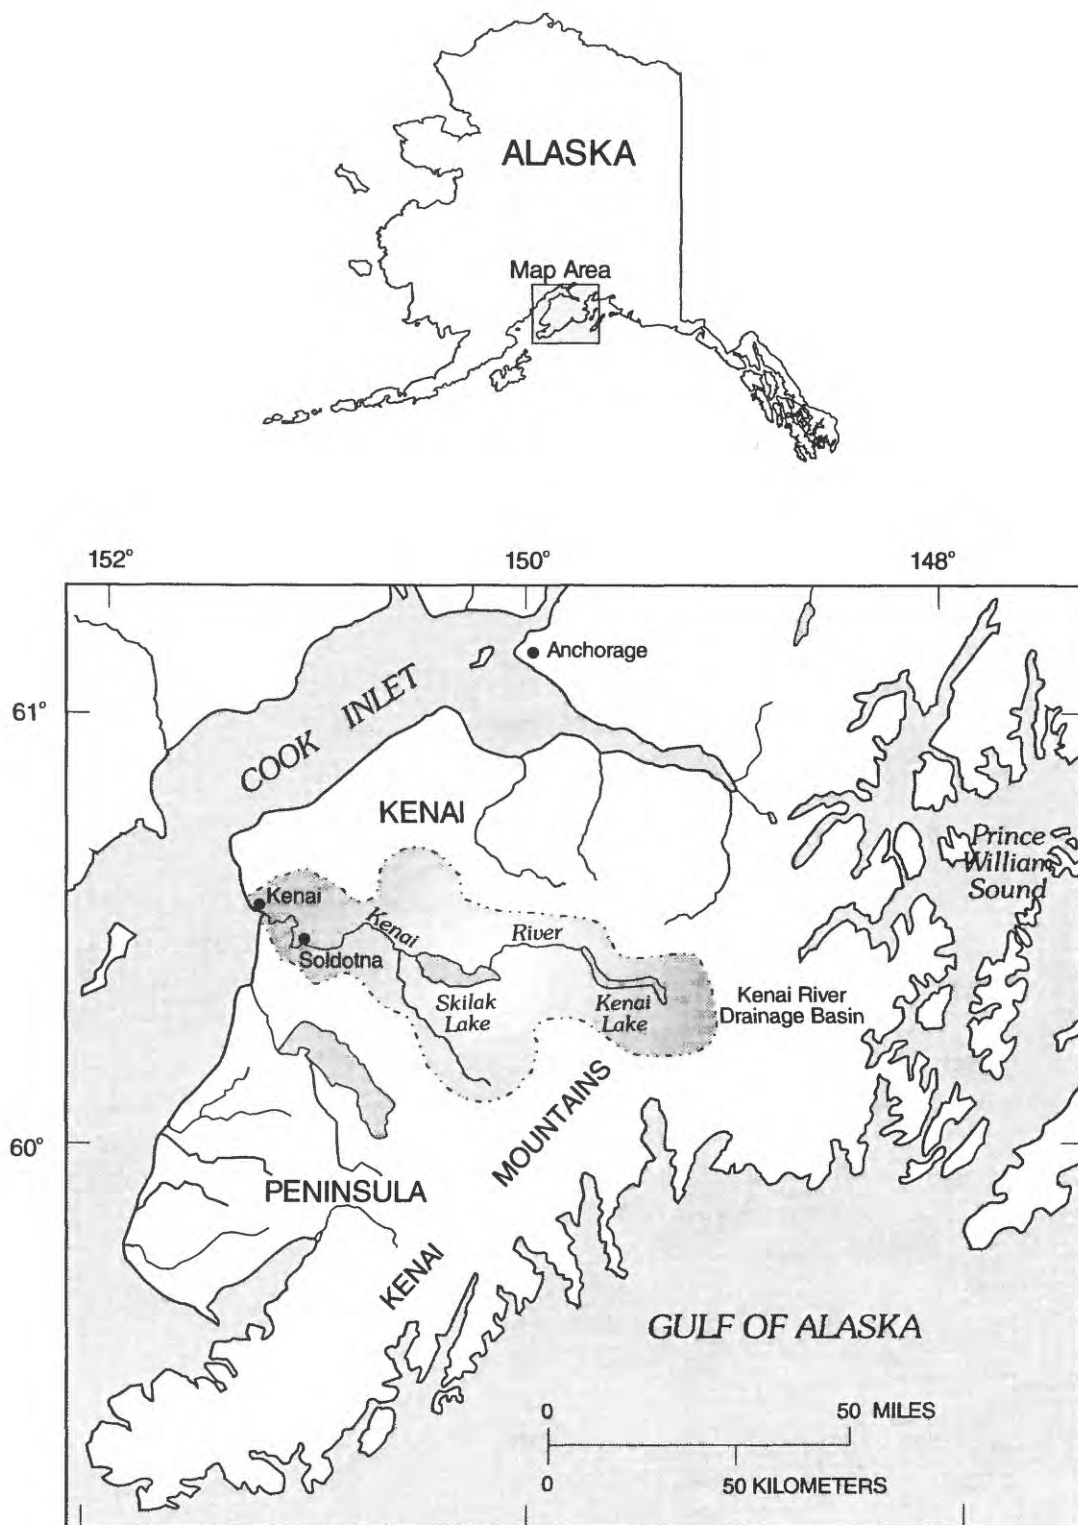 ALASKA
Map Area
152°
150°
148°
Anchorage
61°
COOK INLET
KENAI
Prince
William
Sound
Kenai
Kenai
River
Soldotna
Skilak
Lake
Kenai
Lake
Kenai River
Drainage Basin
MOUNTAINS
60°
PENINSULA
KENAI
GULF OF ALASKA
0
50 MILES
0
50 KILOMETERS